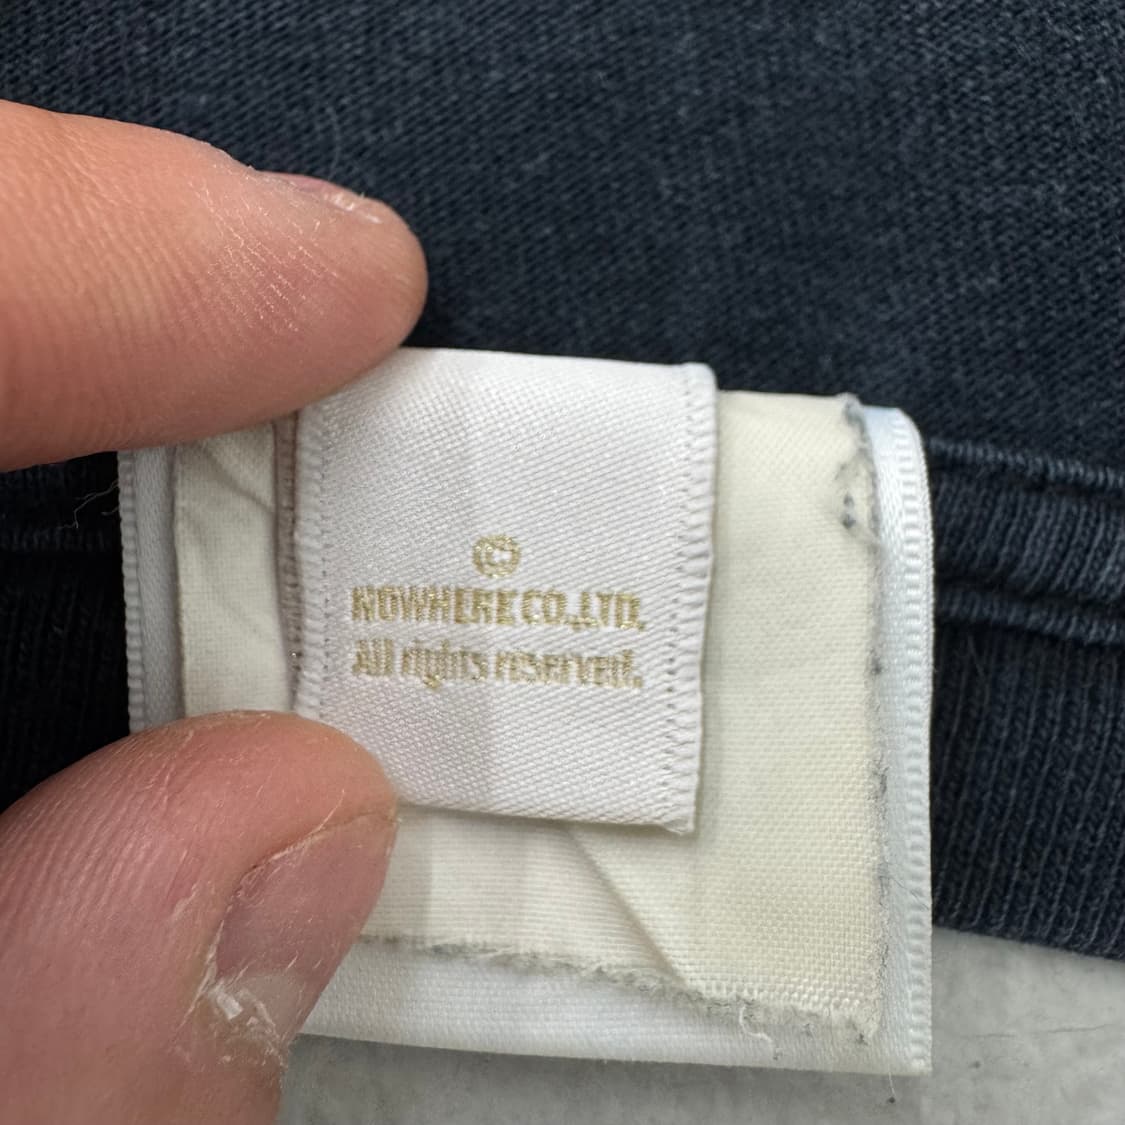 ©
NOWHERE CO.,LTD.
All rights reserved.